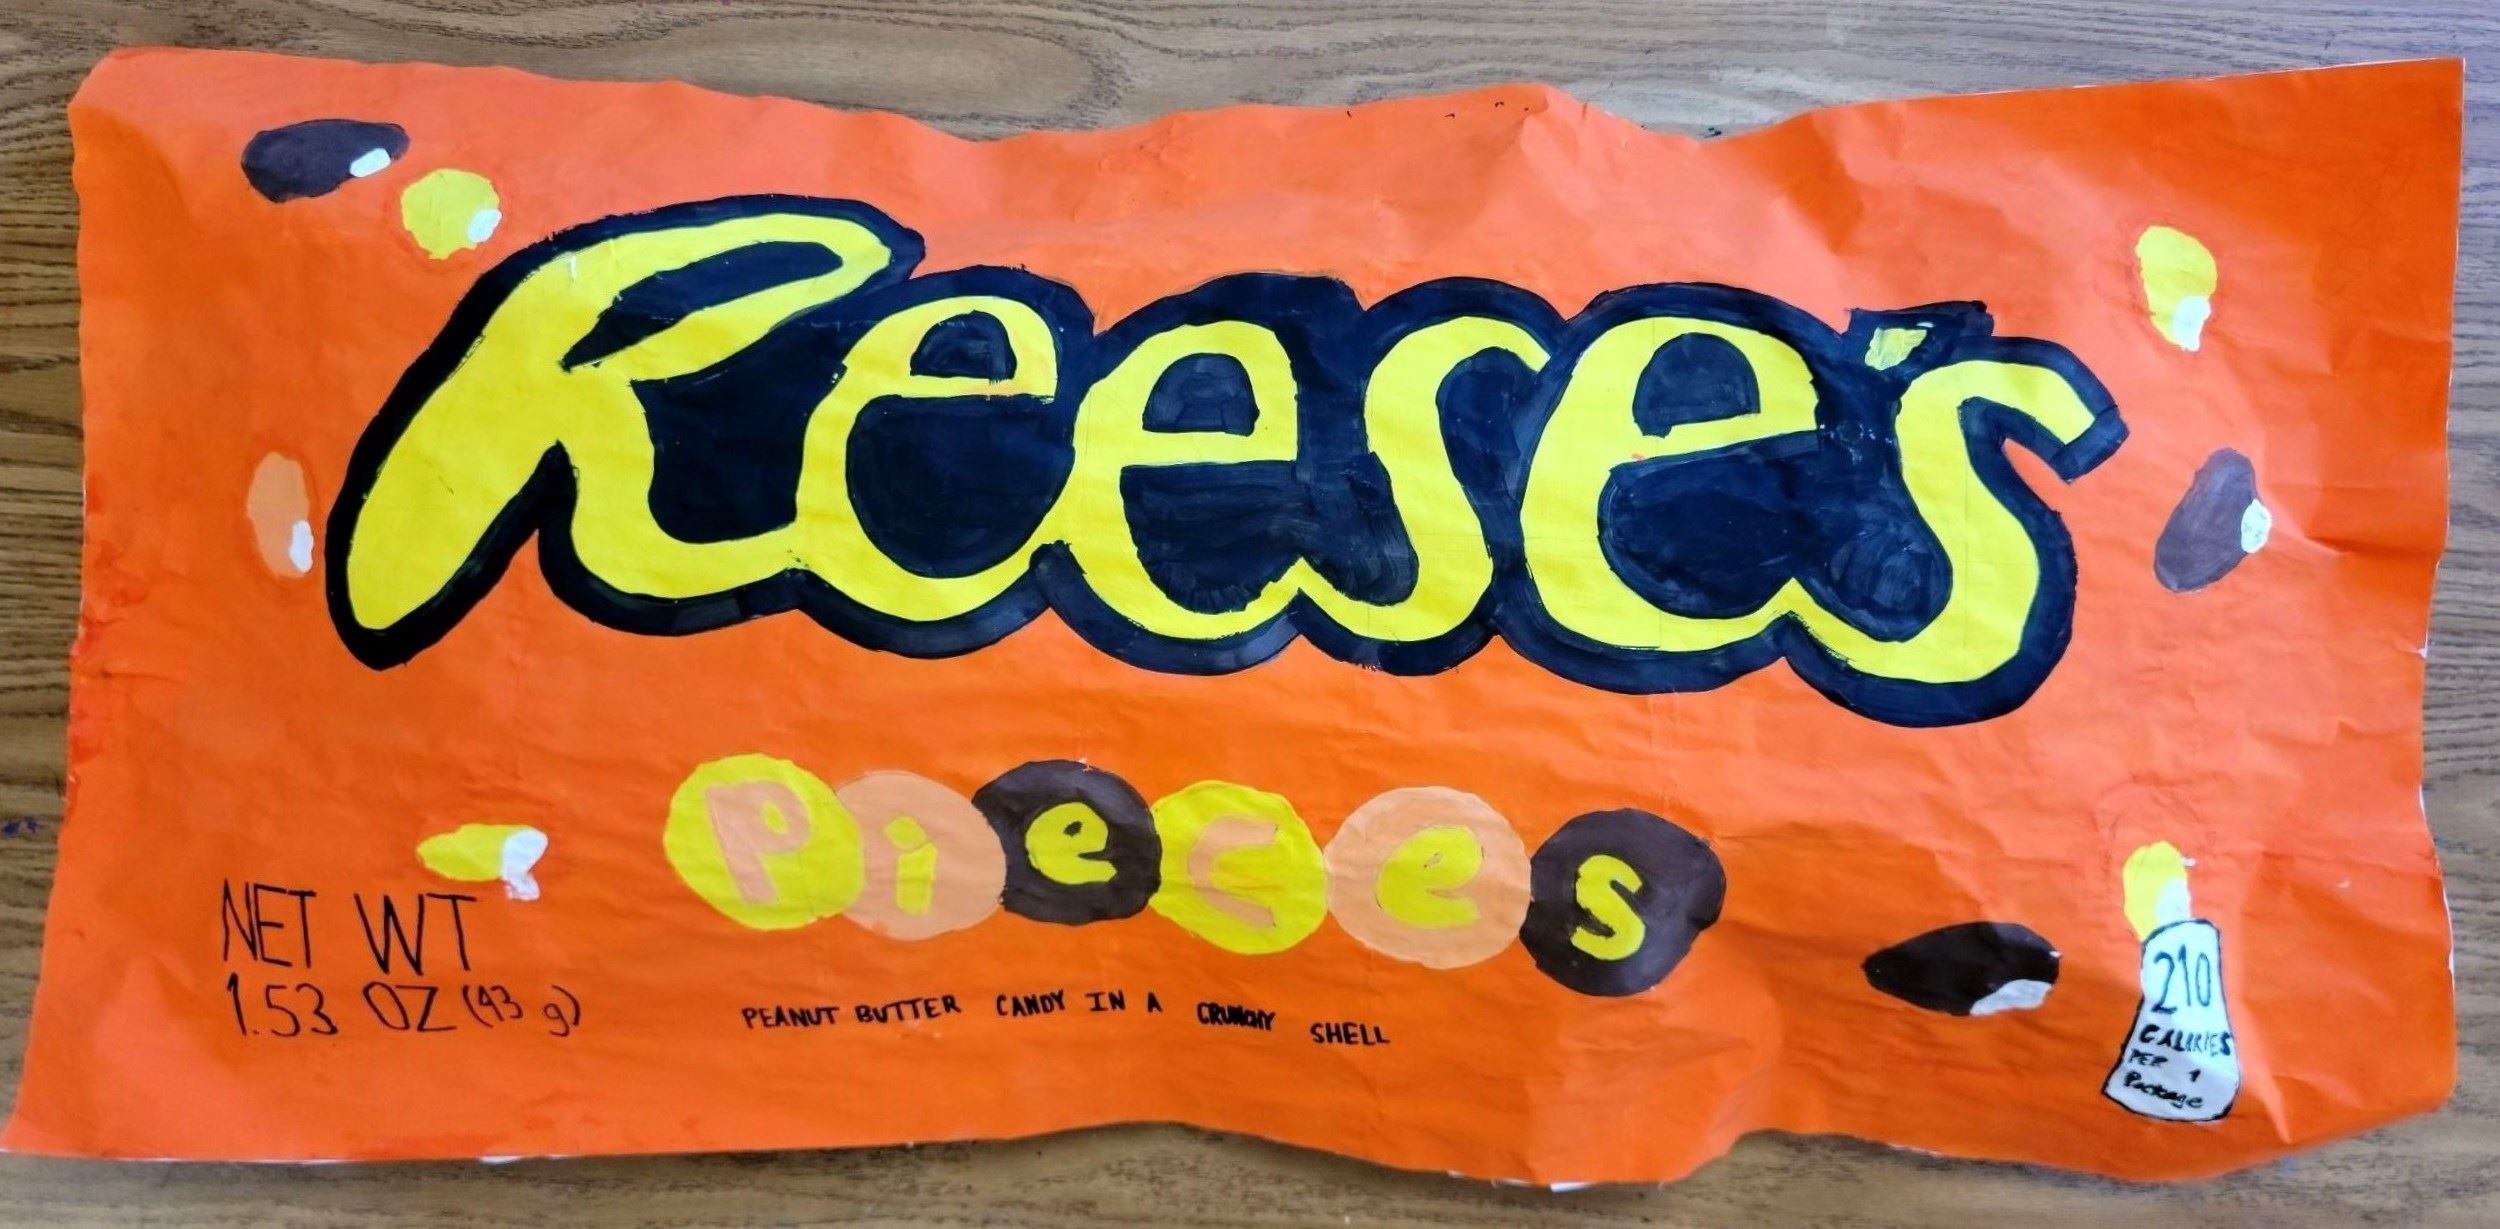 Reese's
Pieces
NET WT
1.53 OZ (43 g)
PEANUT BUTTER CANDY IN A CRUNCHY SHELL
210
CALORIES
PER 1
Package